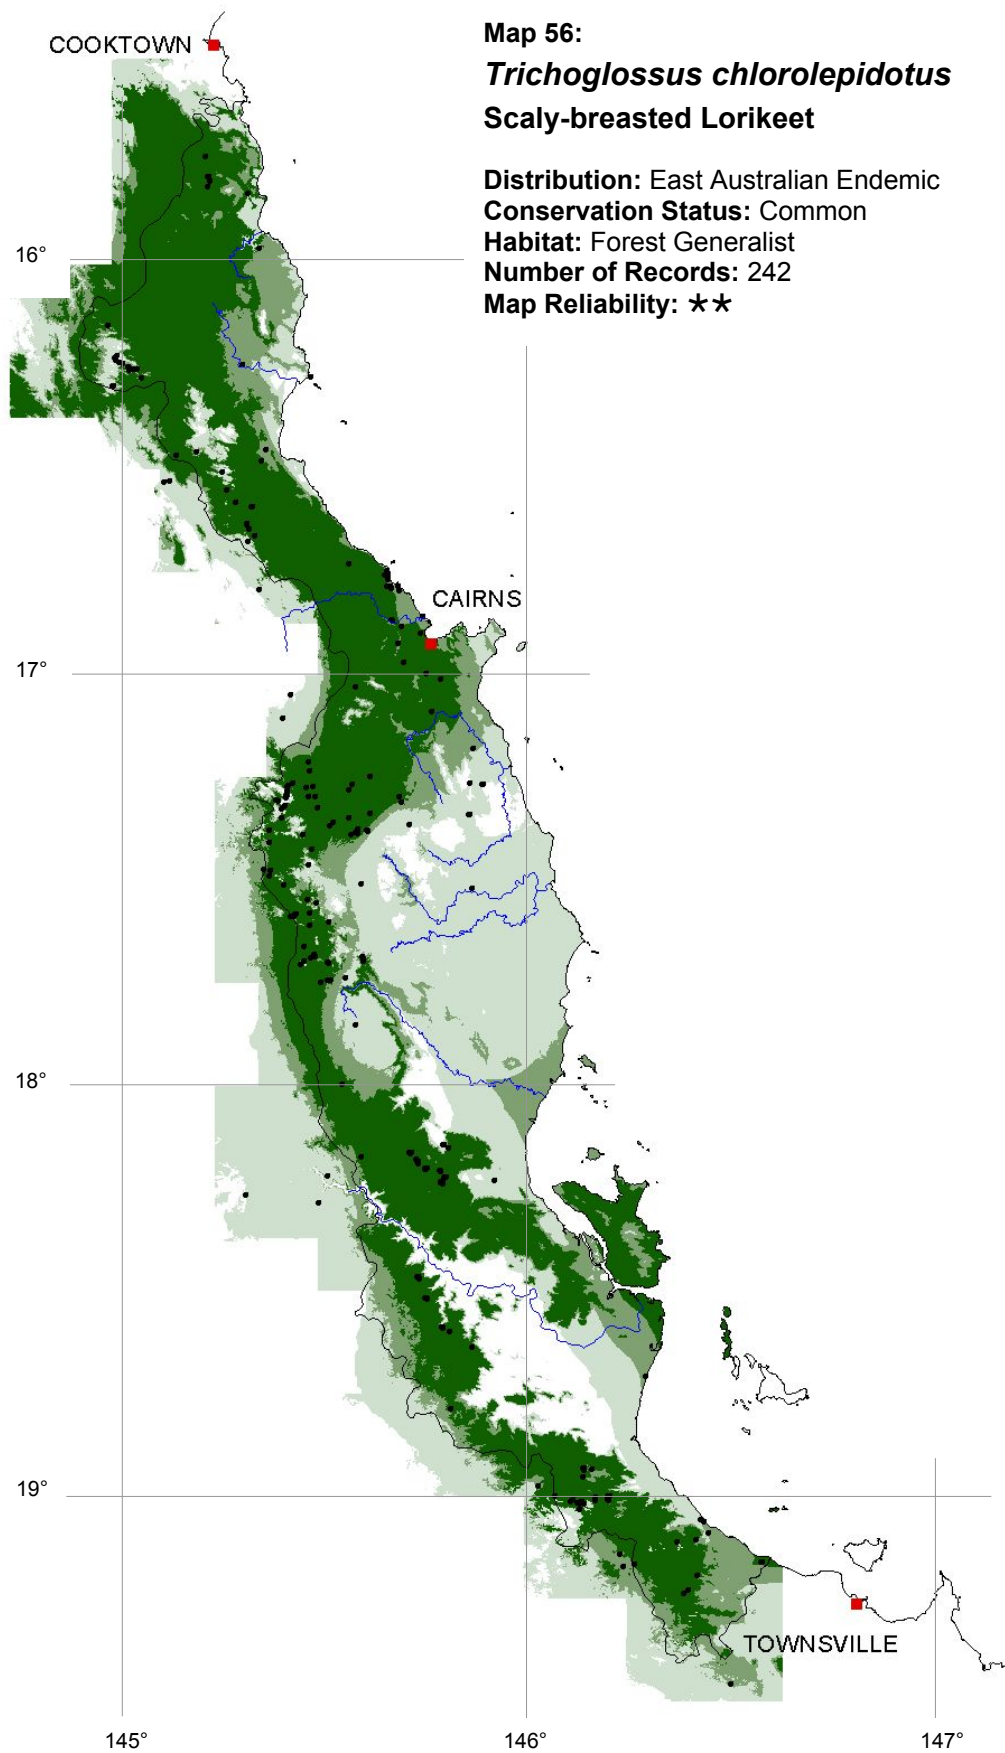 Map 56:
Trichoglossus chlorolepidotus
Scaly-breasted Lorikeet
Distribution: East Australian Endemic
Conservation Status: Common
Habitat: Forest Generalist
Number of Records: 242
Map Reliability: **
COOKTOWN
16°
CAIRNS
17°
18°
19°
TOWNSVILLE
145° 146° 147°